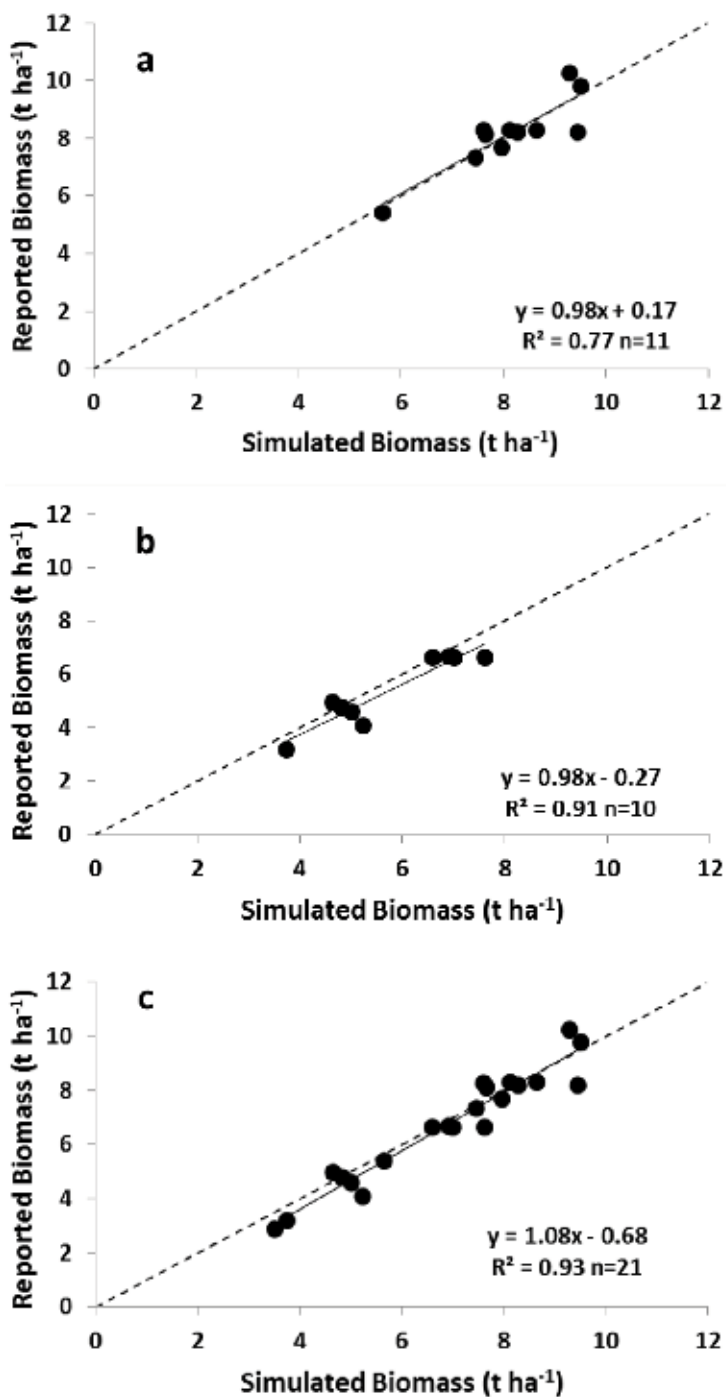 a
Reported Biomass (t ha-1)
12
10
8
6
4
2
0
0 2 4 6 8 10 12
y = 0.98x + 0.17
R² = 0.77 n=11
Simulated Biomass (t ha-1)
b
Reported Biomass (t ha-1)
12
10
8
6
4
2
0
0 2 4 6 8 10 12
y = 0.98x - 0.27
R² = 0.91 n=10
Simulated Biomass (t ha-1)
c
Reported Biomass (t ha-1)
12
10
8
6
4
2
0
0 2 4 6 8 10 12
y = 1.08x - 0.68
R² = 0.93 n=21
Simulated Biomass (t ha-1)